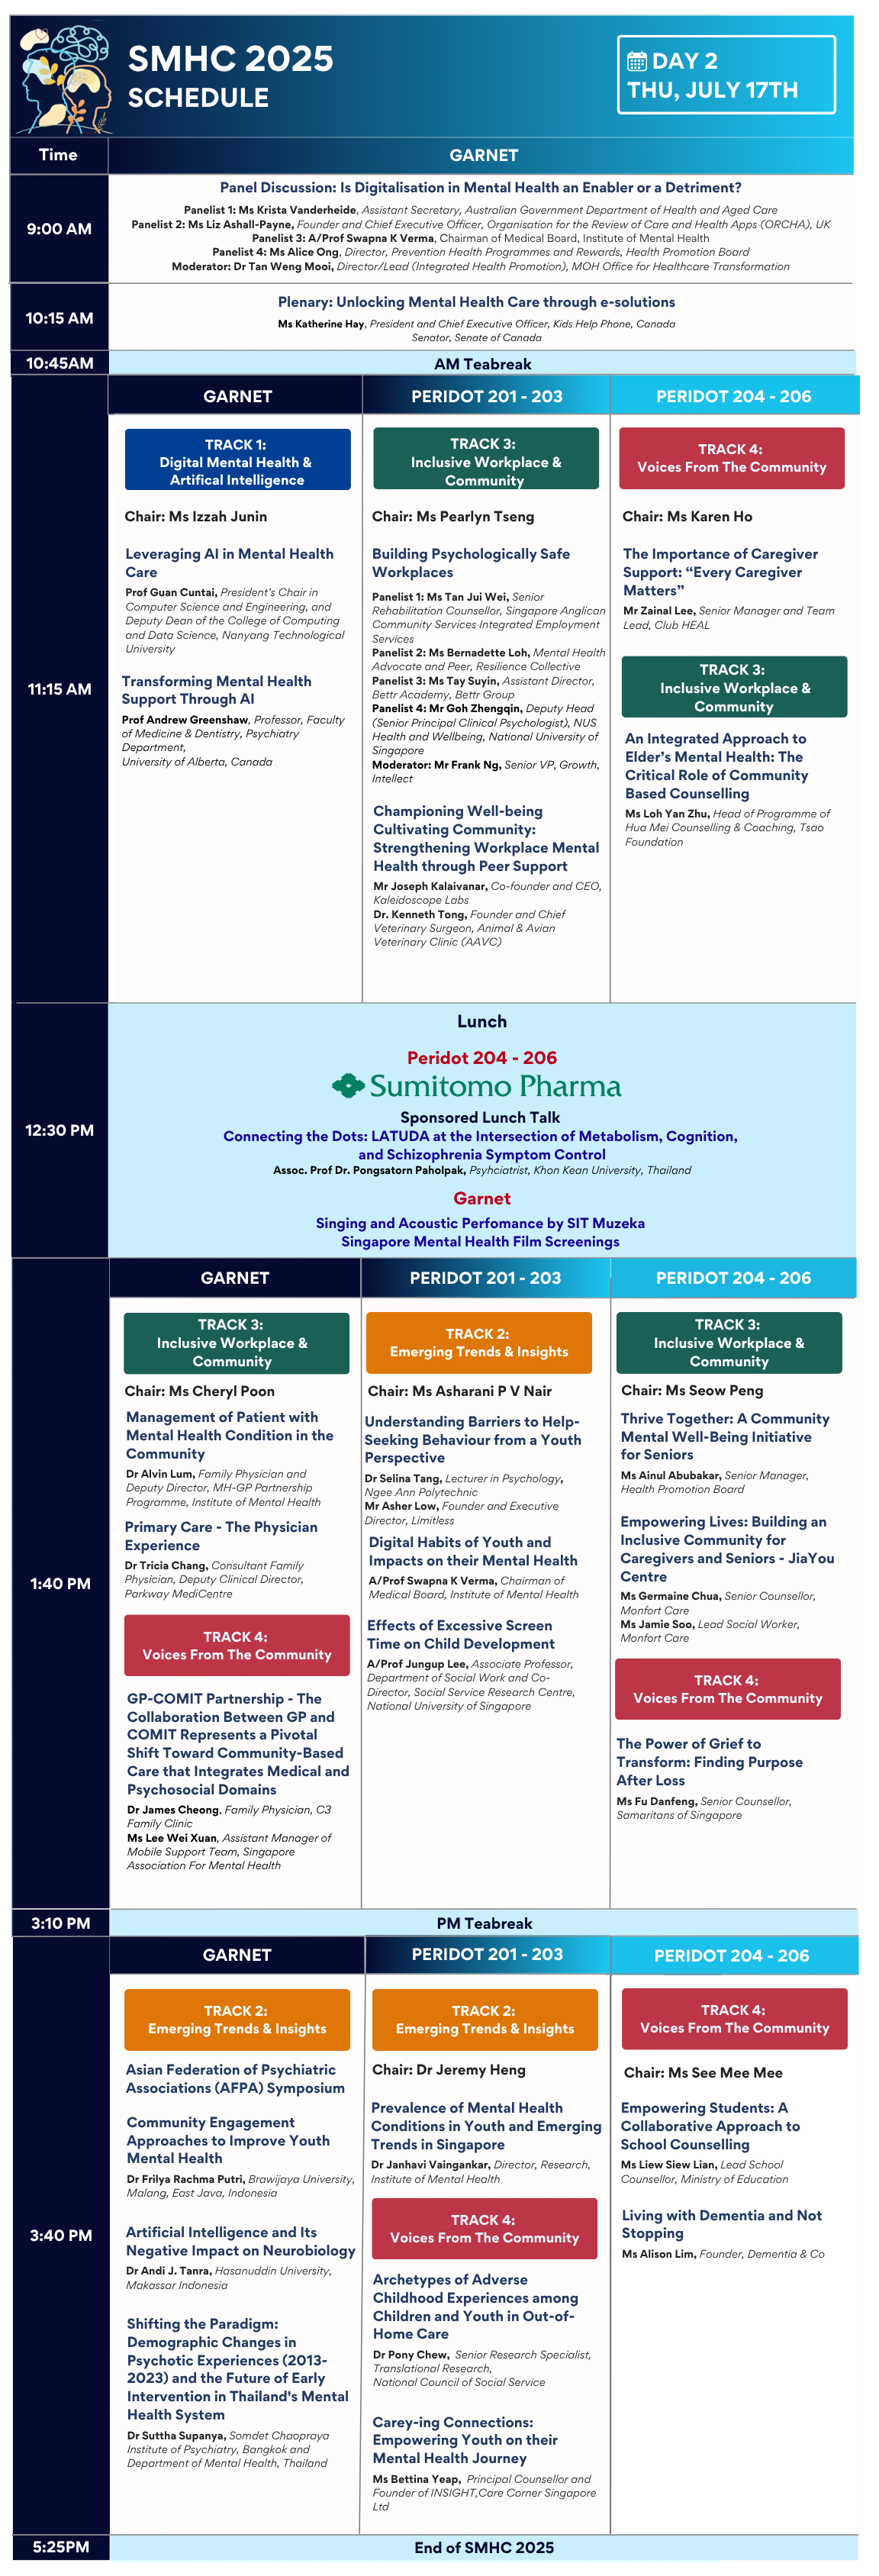 SMHC 2025
SCHEDULE
DAY 2
THU, JULY 17TH
Time
GARNET
9:00 AM
Panel Discussion: Is Digitalisation in Mental Health an Enabler or a Detriment?
Panelist 1: Ms Krista Vanderheide, Assistant Secretary, Australian Government Department of Health and Aged Care
Panelist 2: Ms Liz Ashall-Payne, Founder and Chief Executive Officer, Organisation for the Review of Care and Health Apps (ORCHA), UK
Panelist 3: A/Prof Swapna K Verma, Chairman of Medical Board, Institute of Mental Health
Panelist 4: Ms Alice Ong, Director, Prevention Health Programmes and Rewards, Health Promotion Board
Moderator: Dr Tan Weng Mooi, Director/Lead (Integrated Health Promotion), MOH Office for Healthcare Transformation
10:15 AM
Plenary: Unlocking Mental Health Care through e-solutions
Ms Katherine Hay, President and Chief Executive Officer, Kids Help Phone, Canada
Senator, Senate of Canada
10:45AM
AM Teabreak
11:15 AM
GARNET
TRACK 1:
Digital Mental Health &
Artifical Intelligence
Chair: Ms Izzah Junin
Leveraging AI in Mental Health
Care
Prof Guan Cuntai, President's Chair in
Computer Science and Engineering, and
Deputy Dean of the College of Computing
and Data Science, Nanyang Technological
University
Transforming Mental Health
Support Through AI
Prof Andrew Greenshaw, Professor, Faculty
of Medicine & Dentistry, Psychiatry
Department,
University of Alberta, Canada
PERIDOT 201 - 203
TRACK 3:
Inclusive Workplace &
Community
Chair: Ms Pearlyn Tseng
Building Psychologically Safe
Workplaces
Panelist 1: Ms Tan Jui Wei, Senior
Rehabilitation Counsellor, Singapore Anglican
Community Services Integrated Employment
Services
Panelist 2: Ms Bernadette Loh, Mental Health
Advocate and Peer, Resilience Collective
Panelist 3: Ms Tay Suyin, Assistant Director,
Bettr Academy, Bettr Group
Panelist 4: Mr Goh Zhengqin, Deputy Head
(Senior Principal Clinical Psychologist), NUS
Health and Wellbeing, National University of
Singapore
Moderator: Mr Frank Ng, Senior VP, Growth,
Intellect
Championing Well-being
Cultivating Community:
Strengthening Workplace Mental
Health through Peer Support
Mr Joseph Kalaivanar, Co-founder and CEO,
Kaleidoscope Labs
Dr. Kenneth Tong, Founder and Chief
Veterinary Surgeon, Animal & Avian
Veterinary Clinic (AAVC)
PERIDOT 204 - 206
TRACK 4:
Voices From The Community
Chair: Ms Karen Ho
The Importance of Caregiver
Support: “Every Caregiver
Matters”
Mr Zainal Lee, Senior Manager and Team
Lead, Club HEAL
TRACK 3:
Inclusive Workplace &
Community
An Integrated Approach to
Elder's Mental Health: The
Critical Role of Community
Based Counselling
Ms Loh Yan Zhu, Head of Programme of
Hua Mei Counselling & Coaching, Tsao
Foundation
12:30 PM
Lunch
Peridot 204 - 206
Sumitomo Pharma
Sponsored Lunch Talk
Connecting the Dots: LATUDA at the Intersection of Metabolism, Cognition,
and Schizophrenia Symptom Control
Assoc. Prof Dr. Pongsatorn Paholpak, Psyhciatrist, Khon Kean University, Thailand
Garnet
Singing and Acoustic Perfomance by SIT Muzeka
Singapore Mental Health Film Screenings
1:40 PM
GARNET
TRACK 3:
Inclusive Workplace &
Community
Chair: Ms Cheryl Poon
Management of Patient with
Mental Health Condition in the
Community
Dr Alvin Lum, Family Physician and
Deputy Director, MH-GP Partnership
Programme, Institute of Mental Health
Primary Care - The Physician
Experience
Dr Tricia Chang, Consultant Family
Physician, Deputy Clinical Director,
Parkway MediCentre
TRACK 4:
Voices From The Community
GP-COMIT Partnership - The
Collaboration Between GP and
COMIT Represents a Pivotal
Shift Toward Community-Based
Care that Integrates Medical and
Psychosocial Domains
Dr James Cheong, Family Physician, C3
Family Clinic
Ms Lee Wei Xuan, Assistant Manager of
Mobile Support Team, Singapore
Association For Mental Health
PERIDOT 201 - 203
TRACK 2:
Emerging Trends & Insights
Chair: Ms Asharani P V Nair
Understanding Barriers to Help-
Seeking Behaviour from a Youth
Perspective
Dr Selina Tang, Lecturer in Psychology,
Ngee Ann Polytechnic
Mr Asher Low, Founder and Executive
Director, Limitless
Digital Habits of Youth and
Impacts on their Mental Health
A/Prof Swapna K Verma, Chairman of
Medical Board, Institute of Mental Health
Effects of Excessive Screen
Time on Child Development
A/Prof Jungup Lee, Associate Professor,
Department of Social Work and Co-
Director, Social Service Research Centre,
National University of Singapore
PERIDOT 204 - 206
TRACK 3:
Inclusive Workplace &
Community
Chair: Ms Seow Peng
Thrive Together: A Community
Mental Well-Being Initiative
for Seniors
Ms Ainul Abubakar, Senior Manager,
Health Promotion Board
Empowering Lives: Building an
Inclusive Community for
Caregivers and Seniors - JiaYou
Centre
Ms Germaine Chua, Senior Counsellor,
Monfort Care
Ms Jamie Soo, Lead Social Worker,
Monfort Care
TRACK 4:
Voices From The Community
The Power of Grief to
Transform: Finding Purpose
After Loss
Ms Fu Danfeng, Senior Counsellor,
Samaritans of Singapore
3:10 PM
PM Teabreak
3:40 PM
GARNET
TRACK 2:
Emerging Trends & Insights
Asian Federation of Psychiatric
Associations (AFPA) Symposium
Community Engagement
Approaches to Improve Youth
Mental Health
Dr Frilya Rachma Putri, Brawijaya University,
Malang, East Java, Indonesia
Artificial Intelligence and Its
Negative Impact on Neurobiology
Dr Andi J. Tanra, Hasanuddin University,
Makassar Indonesia
Shifting the Paradigm:
Demographic Changes in
Psychotic Experiences (2013-
2023) and the Future of Early
Intervention in Thailand's Mental
Health System
Dr Suttha Supanya, Somdet Chaopraya
Institute of Psychiatry, Bangkok and
Department of Mental Health, Thailand
PERIDOT 201 - 203
TRACK 2:
Emerging Trends & Insights
Chair: Dr Jeremy Heng
Prevalence of Mental Health
Conditions in Youth and Emerging
Trends in Singapore
Dr Janhavi Vaingankar, Director, Research,
Institute of Mental Health
TRACK 4:
Voices From The Community
Archetypes of Adverse
Childhood Experiences among
Children and Youth in Out-of-
Home Care
Dr Pony Chew, Senior Research Specialist,
Translational Research,
National Council of Social Service
Carey-ing Connections:
Empowering Youth on their
Mental Health Journey
Ms Bettina Yeap, Principal Counsellor and
Founder of INSIGHT,Care Corner Singapore
Ltd
PERIDOT 204 - 206
TRACK 4:
Voices From The Community
Chair: Ms See Mee Mee
Empowering Students: A
Collaborative Approach to
School Counselling
Ms Liew Siew Lian, Lead School
Counsellor, Ministry of Education
Living with Dementia and Not
Stopping
Ms Alison Lim, Founder, Dementia & Co
5:25PM
End of SMHC 2025